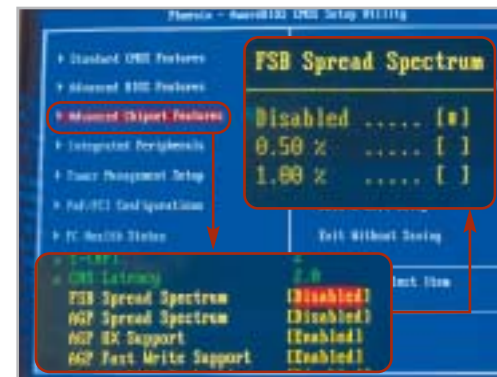 Phoenix - AwardBIOS CMOS Setup Utility
▸ Standard CMOS Features
▸ Advanced BIOS Features
▸ Advanced Chipset Features
▸ Integrated Peripherals
▸ Power Management Setup
▸ PnP/PCI Configurations
▸ PC Health Status
Exit Without Saving
FSB Spread Spectrum
Disabled ..... [■]
0.50 % ..... [ ]
1.00 % ..... [ ]
CAS Latency 2.0
FSB Spread Spectrum [Disabled]
AGP Spread Spectrum [Disabled]
AGP 8X Support [Enabled]
AGP Fast Write Support [Enabled]
Item